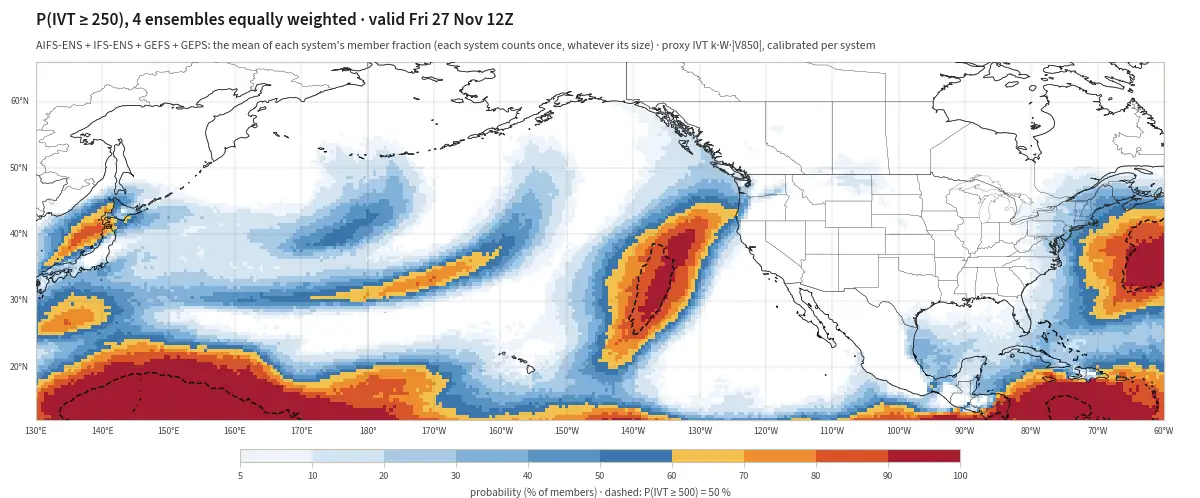 P(IVT ≥ 250), 4 ensembles equally weighted · valid Fri 27 Nov 12Z
AIFS-ENS + IFS-ENS + GEFS + GEPS: the mean of each system's member fraction (each system counts once, whatever its size) · proxy IVT k·W·|V850|, calibrated per system
60°N
50°N
40°N
30°N
20°N
130°E 140°E 150°E 160°E 170°E 180° 170°W 160°W 150°W 140°W 130°W 120°W 110°W 100°W 90°W 80°W 70°W 60°W
5 10 20 30 40 50 60 70 80 90 100
probability (% of members) · dashed: P(IVT ≥ 500) = 50 %